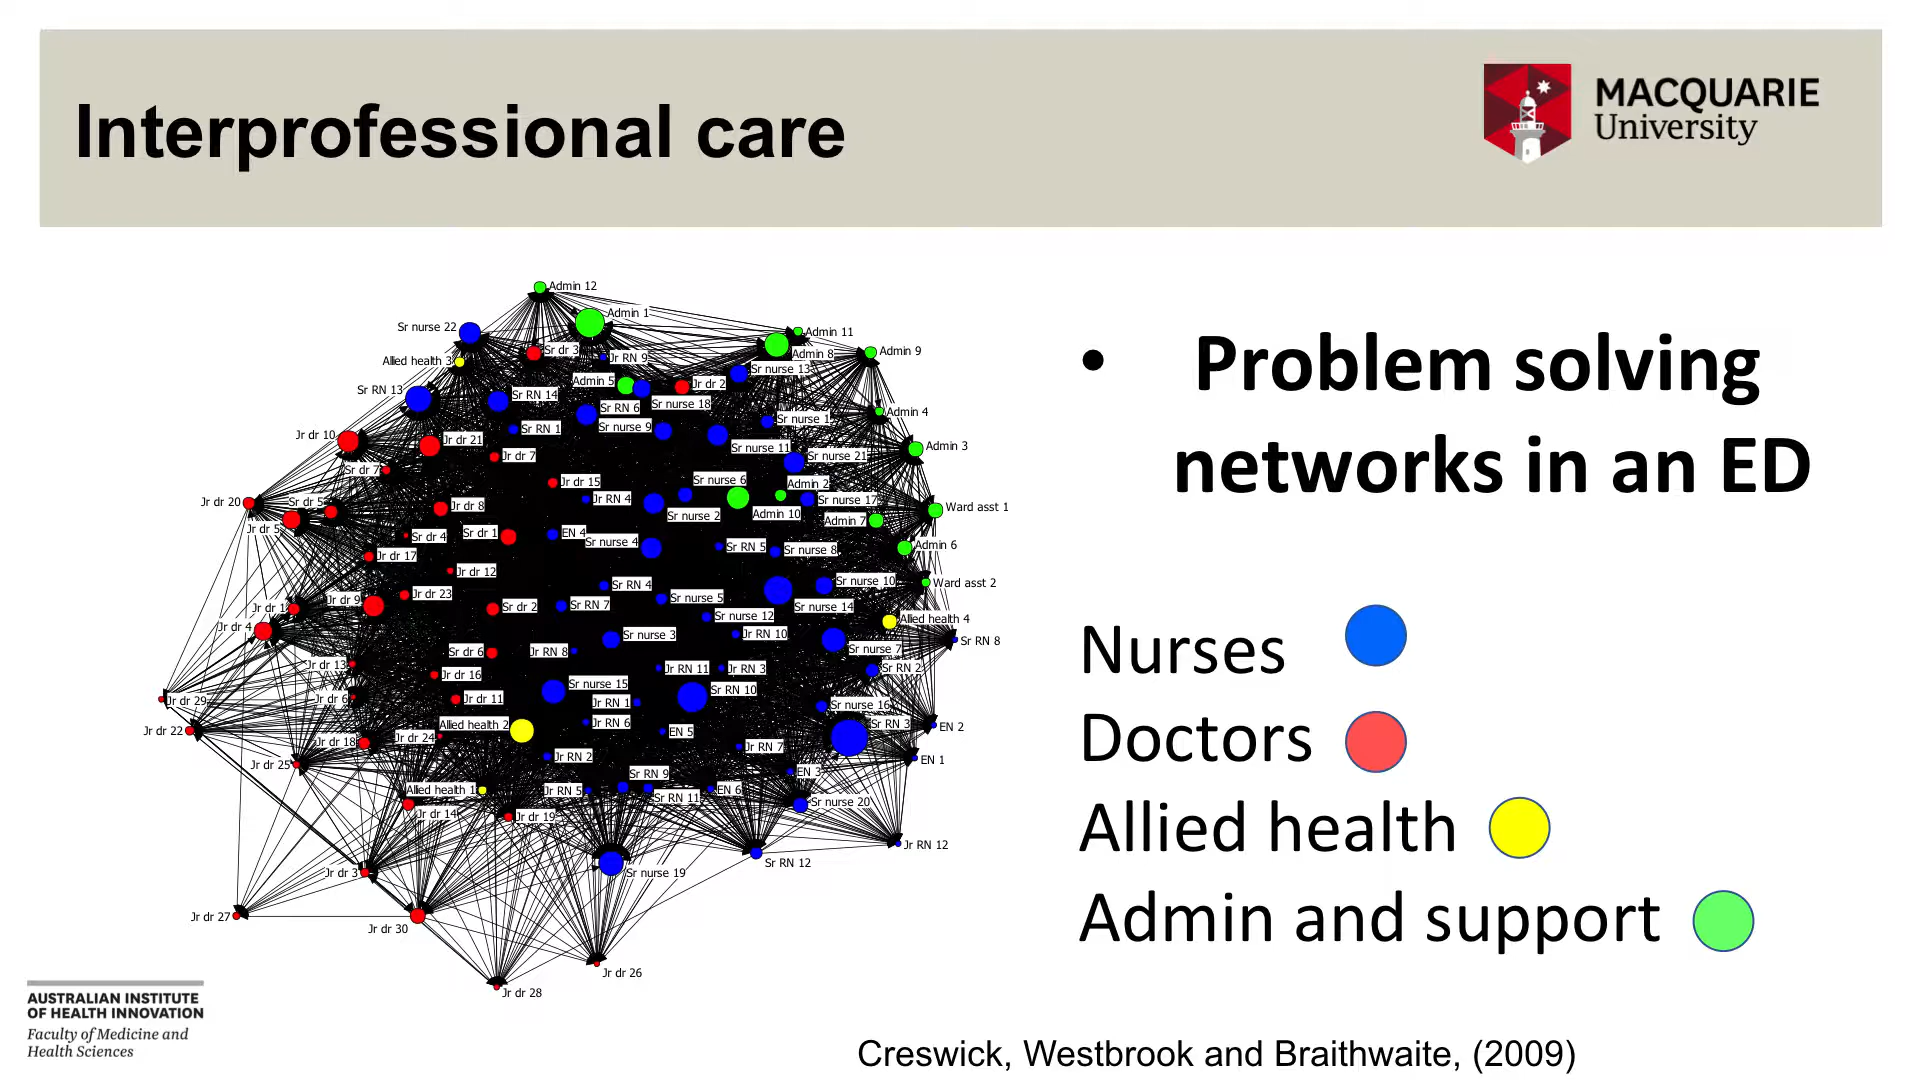 Interprofessional care
MACQUARIE
University
Admin 12
Admin 1
Sr nurse 22
Admin 11
Sr dr 3
Jr RN 9
Admin 8
Admin 9
Allied health 3
Sr nurse 13
Admin 5
Jr dr 2
Sr RN 13
Sr RN 14
Sr RN 6
Sr nurse 18
Admin 4
Sr nurse 1
Sr RN 1
Sr nurse 9
Jr dr 10
Jr dr 21
Sr nurse 11
Admin 3
Jr dr 7
Sr nurse 21
Sr dr 7
Jr dr 15
Sr nurse 6
Admin 2
Jr dr 20
Sr dr 5
Jr RN 4
Sr nurse 17
Jr dr 8
Ward asst 1
Sr nurse 2
Admin 10
Admin 7
Jr dr 5
Sr dr 4
Sr dr 1
EN 4
Sr nurse 4
Sr RN 5
Sr nurse 8
Admin 6
Jr dr 17
Jr dr 12
Sr RN 4
Sr nurse 10
Ward asst 2
Jr dr 23
Jr dr 9
Sr nurse 5
Jr dr 1
Sr dr 2
Sr RN 7
Sr nurse 14
Sr nurse 12
Allied health 4
Jr dr 4
Sr nurse 3
Jr RN 10
Sr RN 8
Sr dr 6
Jr RN 8
Sr nurse 7
Jr dr 13
Jr RN 11
Jr RN 3
Sr RN 2
Jr dr 16
Sr nurse 15
Sr RN 10
Jr dr 29
Jr dr 6
Jr dr 11
Jr RN 1
Sr nurse 16
Allied health 2
Jr RN 6
Sr RN 3
EN 2
Jr dr 22
EN 5
Jr dr 18
Jr dr 24
Jr RN 7
Jr RN 2
EN 1
Jr dr 25
Sr RN 9
EN 3
Allied health 1
Jr RN 5
Sr RN 11
EN 6
Sr nurse 20
Jr dr 14
Jr dr 19
Jr RN 12
Sr RN 12
Jr dr 3
Sr nurse 19
Jr dr 27
Jr dr 30
Jr dr 26
Jr dr 28
• Problem solving
networks in an ED
Nurses
Doctors
Allied health
Admin and support
AUSTRALIAN INSTITUTE
OF HEALTH INNOVATION
Faculty of Medicine and
Health Sciences
Creswick, Westbrook and Braithwaite, (2009)